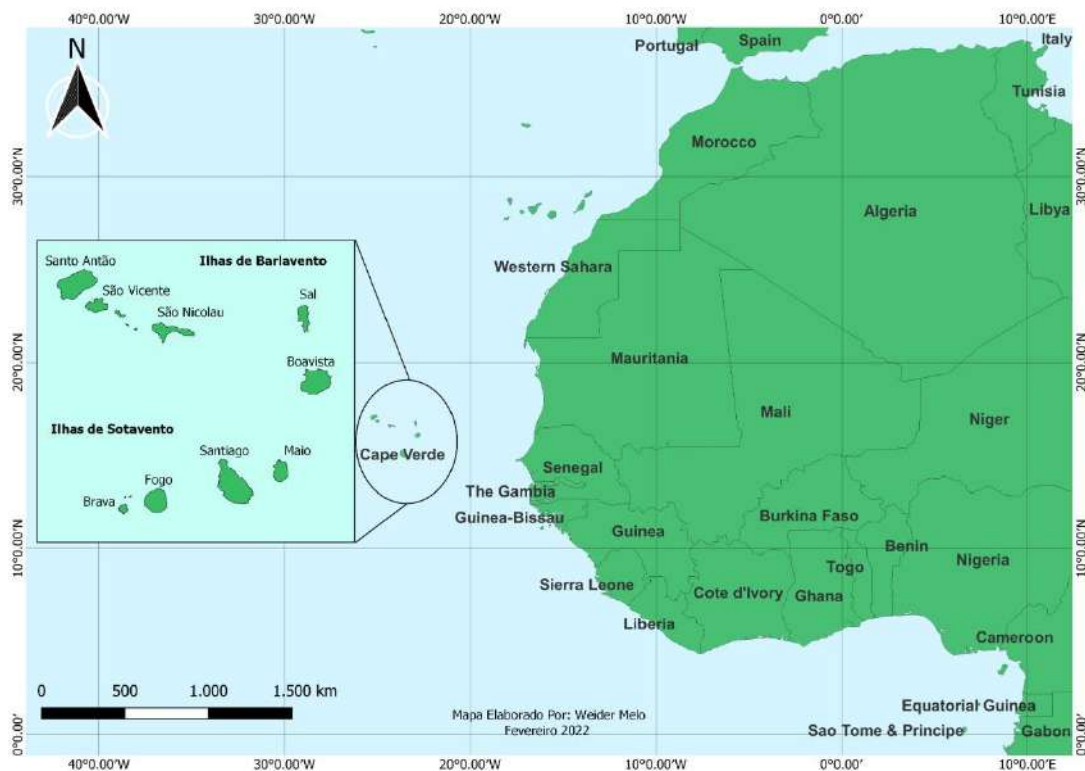 40°0.00'W 30°0.00'W 20°0.00'W 10°0.00'W 0°0.00' 10°0.00'E
N
Portugal
Spain
Italy
Tunisia
Morocco
30°0.00'N
30°0.00'N
Algeria
Libya
Western Sahara
Santo Antão
Ilhas de Barlavento
São Vicente
Sal
São Nicolau
Boavista
20°0.00'N
20°0.00'N
Mauritania
Mali
Niger
Ilhas de Sotavento
Santiago
Maio
Fogo
Brava
Cape Verde
Senegal
The Gambia
Guinea-Bissau
Guinea
Burkina Faso
Benin
Nigeria
Togo
10°0.00'N
10°0.00'N
Sierra Leone
Cote d'Ivory
Ghana
Liberia
Cameroon
0 500 1.000 1.500 km
Mapa Elaborado Por: Weider Melo
Fevereiro 2022
Equatorial Guinea
Sao Tome & Principe
Gabon
0°0.00'
0°0.00'
40°0.00'W 30°0.00'W 20°0.00'W 10°0.00'W 0°0.00' 10°0.00'E